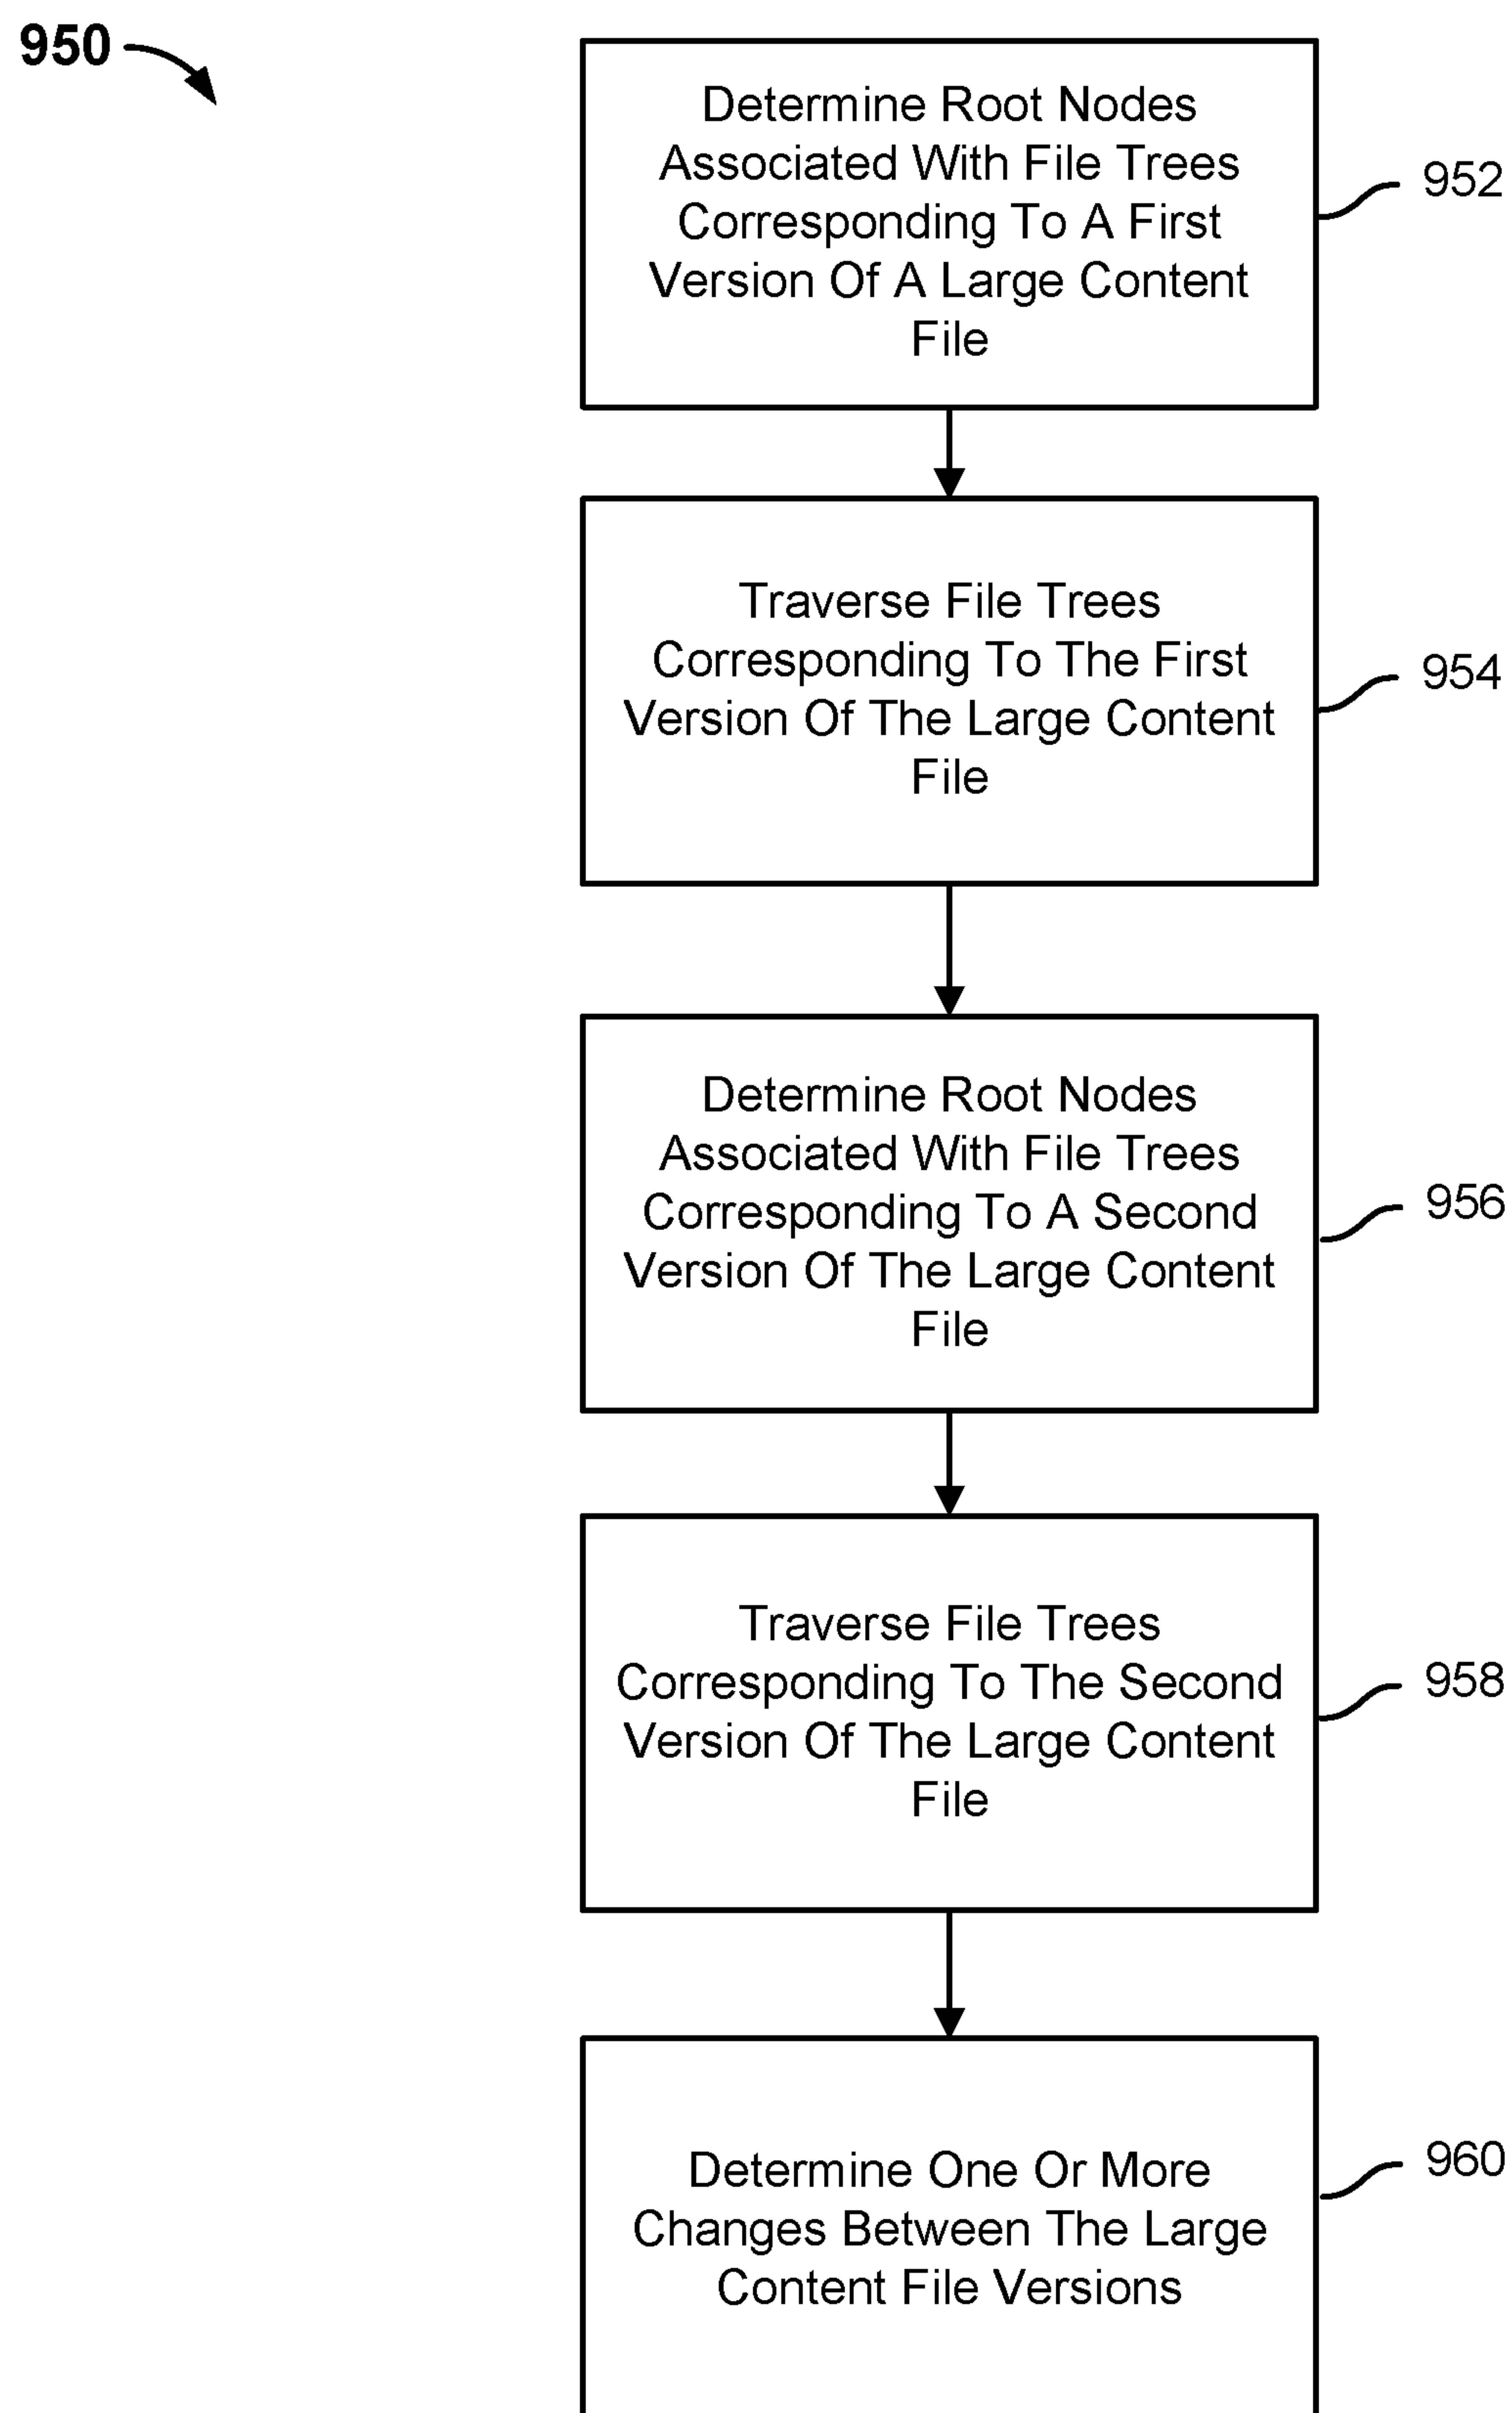 950
Determine Root Nodes
Associated With File Trees
Corresponding To A First
Version Of A Large Content
File
952
Traverse File Trees
Corresponding To The First
Version Of The Large Content
File
954
Determine Root Nodes
Associated With File Trees
Corresponding To A Second
Version Of The Large Content
File
956
Traverse File Trees
Corresponding To The Second
Version Of The Large Content
File
958
Determine One Or More
Changes Between The Large
Content File Versions
960